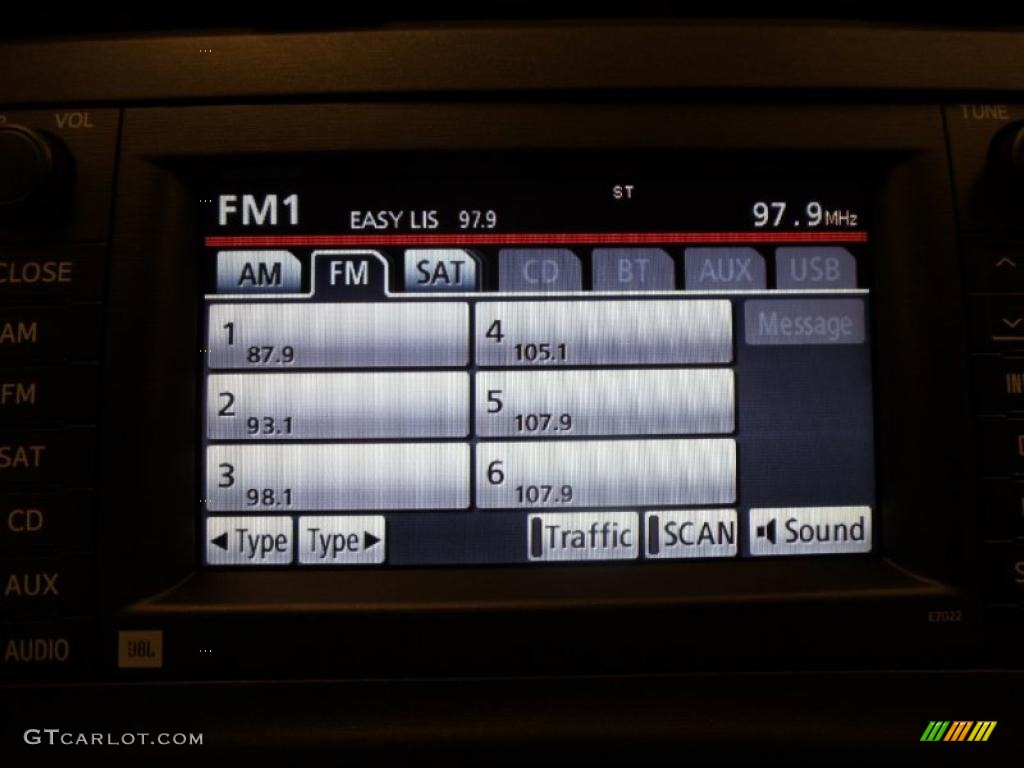 VOL
TUNE
ST
FM1 EASY LIS 97.9 97.9MHz
CLOSE
AM FM SAT CD BT AUX USB
AM
1 87.9
4 105.1
Message
FM
2 93.1
5 107.9
SAT
3 98.1
6 107.9
CD
◄Type Type► Traffic SCAN Sound
AUX
E7022
AUDIO
JBL
GTCARLOT.COM